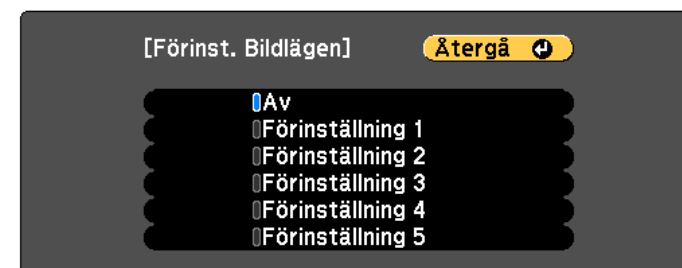 [Förinst. Bildlägen] Återgå
Av
Förinställning 1
Förinställning 2
Förinställning 3
Förinställning 4
Förinställning 5